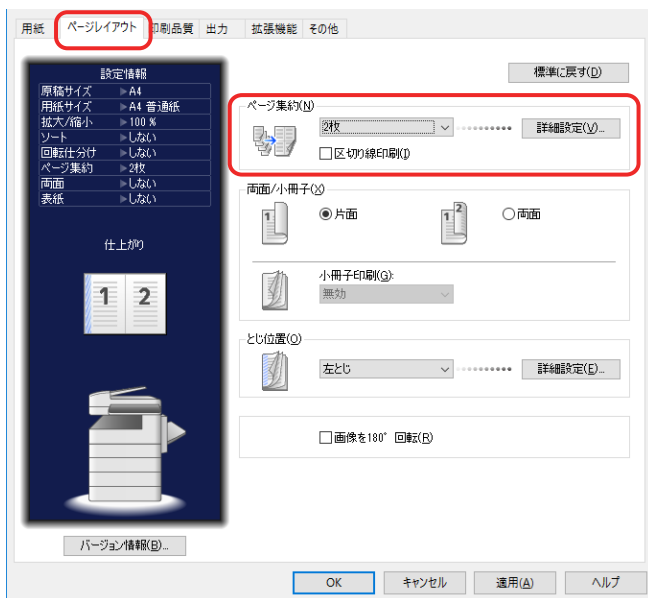 用紙 ページレイアウト 印刷品質 出力 拡張機能 その他
標準に戻す(D)
設定情報
原稿サイズ ▶A4
用紙サイズ ▶A4 普通紙
拡大/縮小 ▶100 %
ソート ▶しない
回転仕分け ▶しない
ページ集約 ▶2枚
両面 ▶しない
表紙 ▶しない
仕上がり
1 2
バージョン情報(B)...
ページ集約(N)
2枚 詳細設定(V)...
区切り線印刷(I)
両面/小冊子(X)
1 片面 1 2 両面
小冊子印刷(G):
無効
とじ位置(O)
左とじ 詳細設定(E)...
画像を180° 回転(R)
OK キャンセル 適用(A) ヘルプ